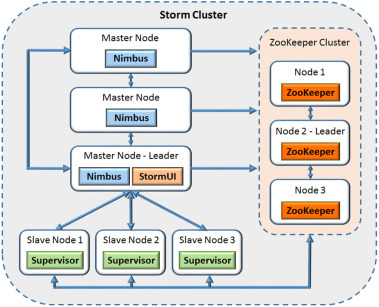 Storm Cluster
Master Node
Nimbus
Master Node
Nimbus
Master Node - Leader
Nimbus
StormUI
ZooKeeper Cluster
Node 1
ZooKeeper
Node 2 - Leader
ZooKeeper
Node 3
ZooKeeper
Slave Node 1
Supervisor
Slave Node 2
Supervisor
Slave Node 3
Supervisor